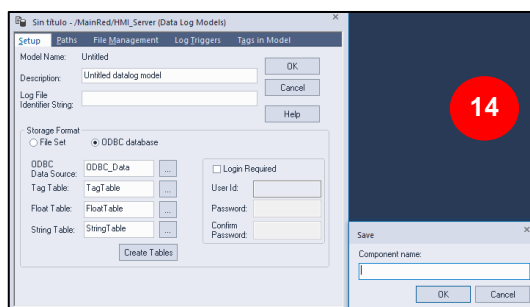 Sin título - /MainRed/HMI_Server (Data Log Models)
Setup Paths File Management Log Triggers Tags in Model
Model Name: Untitled
Description: Untitled datalog model
Log File
Identifier String:
OK
Cancel
Help
Storage Format
File Set ODBC database
ODBC
Data Source: ODBC_Data ...
Tag Table: TagTable ...
Float Table: FloatTable ...
String Table: StringTable ...
Create Tables
Login Required
User Id:
Password:
Confirm
Password:
14
Save
Component name:
OK Cancel